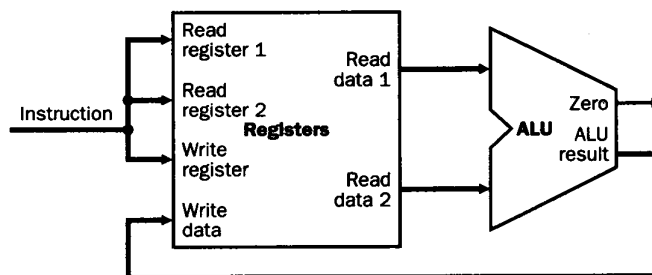 Instruction
Read
register 1
Read
register 2
Registers
Write
register
Write
data
Read
data 1
Read
data 2
ALU
Zero
ALU
result